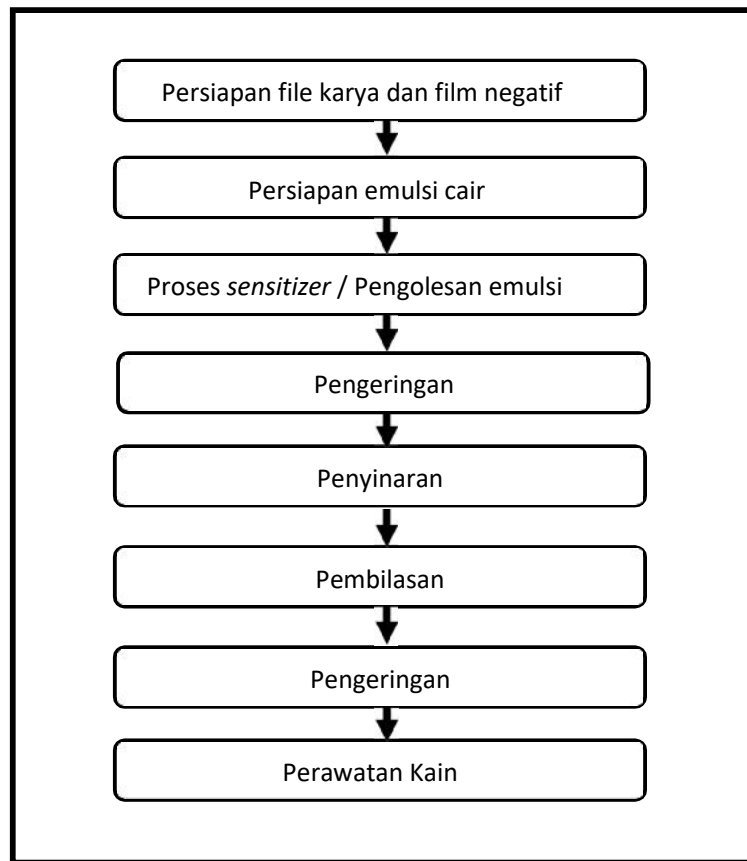 Persiapan file karya dan film negatif
Persiapan emulsi cair
Proses sensitizer / Pengolesan emulsi
Pengeringan
Penyinaran
Pembilasan
Pengeringan
Perawatan Kain